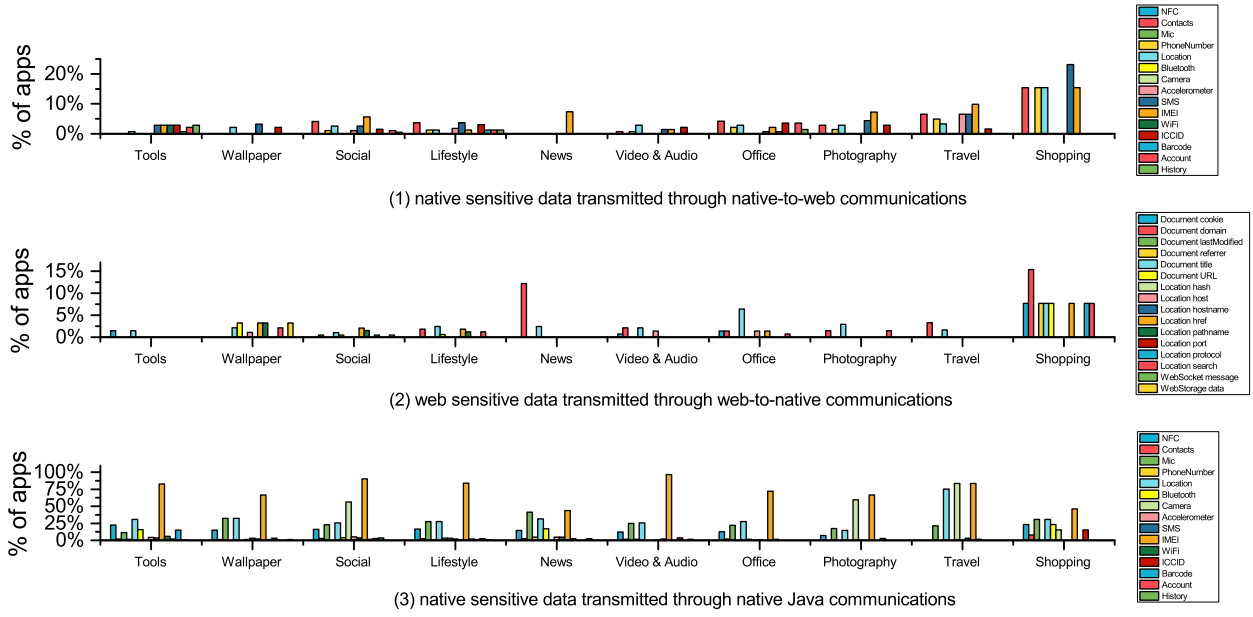 % of apps
20%
10%
0%
Tools Wallpaper Social Lifestyle News Video & Audio Office Photography Travel Shopping
NFC
Contacts
Mic
PhoneNumber
Location
Bluetooth
Camera
Accelerometer
SMS
IMEI
WiFi
ICCID
Barcode
Account
History
(1) native sensitive data transmitted through native-to-web communications
% of apps
15%
10%
5%
0%
Tools Wallpaper Social Lifestyle News Video & Audio Office Photography Travel Shopping
Document cookie
Document domain
Document lastModified
Document referrer
Document title
Document URL
Location hash
Location host
Location hostname
Location href
Location pathname
Location port
Location protocol
Location search
WebSocket message
WebStorage data
(2) web sensitive data transmitted through web-to-native communications
% of apps
100%
75%
50%
25%
0%
Tools Wallpaper Social Lifestyle News Video & Audio Office Photography Travel Shopping
NFC
Contacts
Mic
PhoneNumber
Location
Bluetooth
Camera
Accelerometer
SMS
IMEI
WiFi
ICCID
Barcode
Account
History
(3) native sensitive data transmitted through native Java communications